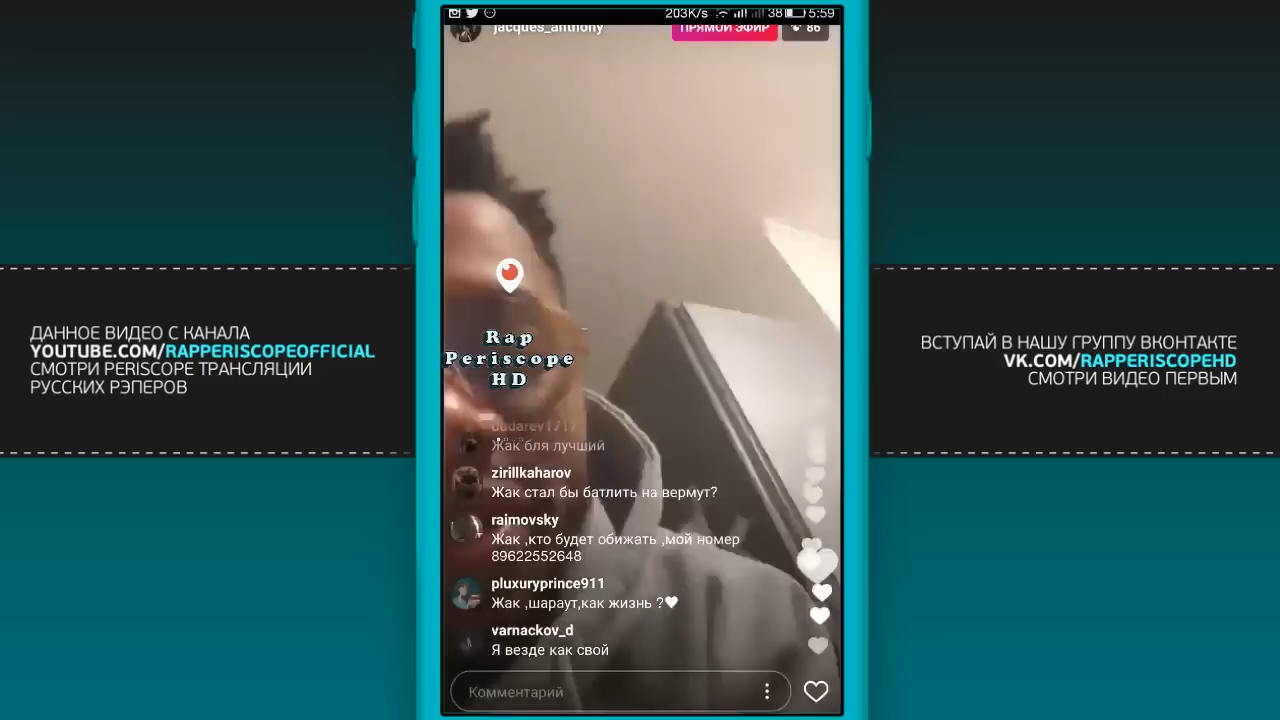 203K/s 38 5:59
jacques_anthony
ПРЯМОЙ ЭФИР 86
ДАННОЕ ВИДЕО С КАНАЛА
YOUTUBE.COM/RAPPERISCOPEOFFICIAL
СМОТРИ PERISCOPE ТРАНСЛЯЦИИ
РУССКИХ РЭПЕРОВ
Rap
Periscope
HD
dudarev1717
Жак бля лучший
zirillkaharov
Жак стал бы батлить на вермут?
raimovsky
Жак ,кто будет обижать ,мой номер
89622552648
pluxuryprince911
Жак ,шараут,как жизнь ?🖤
varnackov_d
Я везде как свой
Комментарий
ВСТУПАЙ В НАШУ ГРУППУ ВКОНТАКТЕ
VK.COM/RAPPERISCOPEHD
СМОТРИ ВИДЕО ПЕРВЫМ